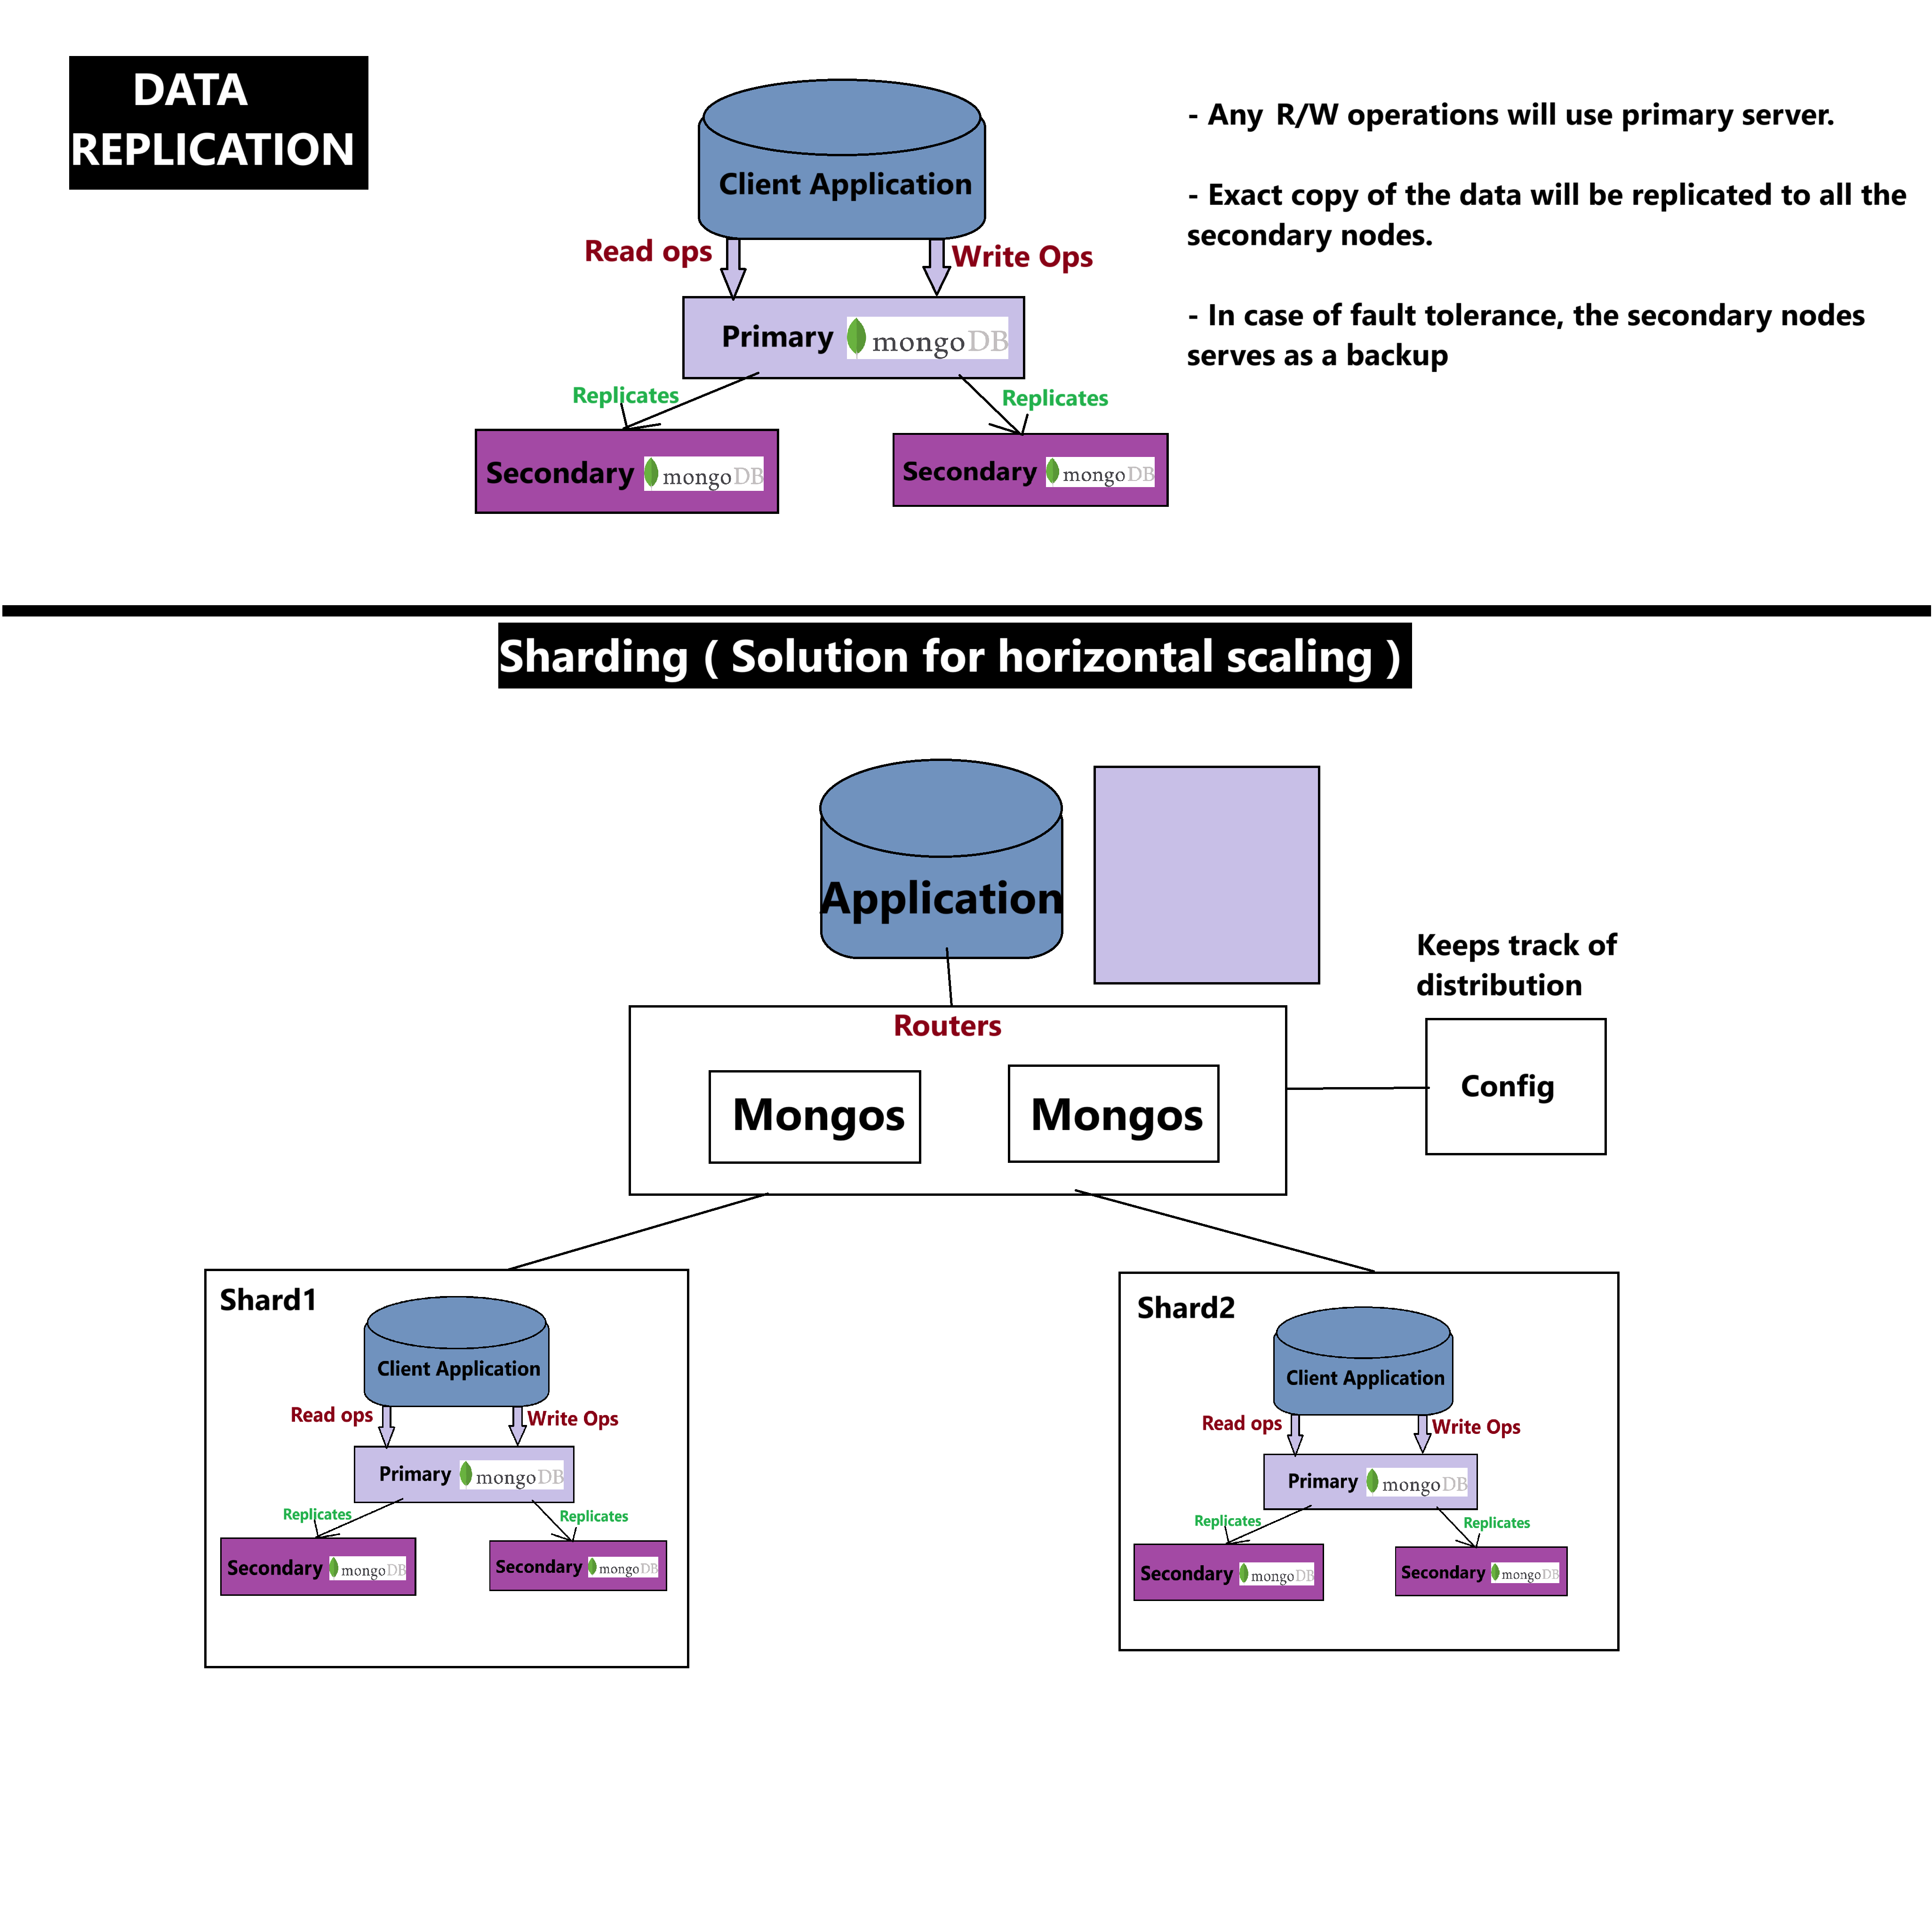 DATA
REPLICATION
Client Application
Read ops
Write Ops
Primary mongoDB
Replicates
Replicates
Secondary mongoDB
Secondary mongoDB
- Any R/W operations will use primary server.
- Exact copy of the data will be replicated to all the
secondary nodes.
- In case of fault tolerance, the secondary nodes
serves as a backup
Sharding ( Solution for horizontal scaling )
Application
Routers
Mongos
Mongos
Keeps track of
distribution
Config
Shard1
Client Application
Read ops
Write Ops
Primary mongoDB
Replicates
Replicates
Secondary mongoDB
Secondary mongoDB
Shard2
Client Application
Read ops
Write Ops
Primary mongoDB
Replicates
Replicates
Secondary mongoDB
Secondary mongoDB